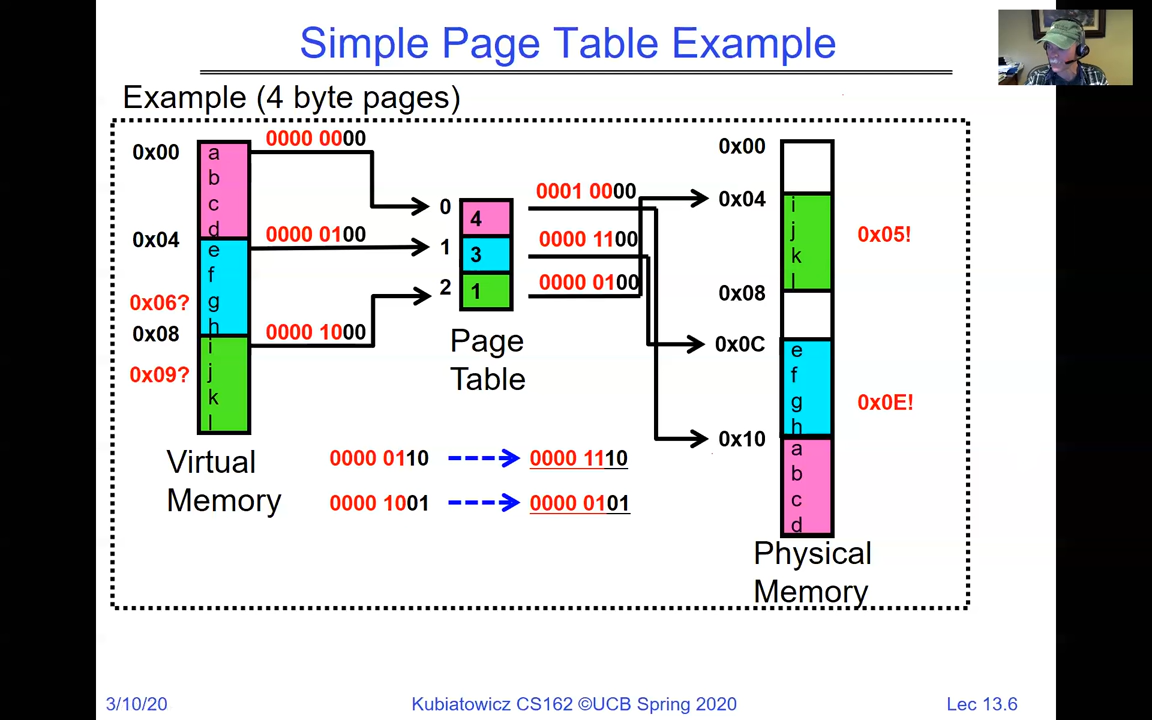 Simple Page Table Example
Example (4 byte pages)
0x00
a
b
c
d
0x04
e
f
0x06?
g
h
0x08
i
0x09?
j
k
l
Virtual
Memory
0000 0000
0000 0100
0000 1000
0
4
1
3
2
1
Page
Table
0001 0000
0000 1100
0000 0100
0x00
0x04
i
j
k
l
0x05!
0x08
0x0C
e
f
g
h
0x0E!
0x10
a
b
c
d
Physical
Memory
0000 0110
0000 1110
0000 1001
0000 0101
3/10/20
Kubiatowicz CS162 ©UCB Spring 2020
Lec 13.6